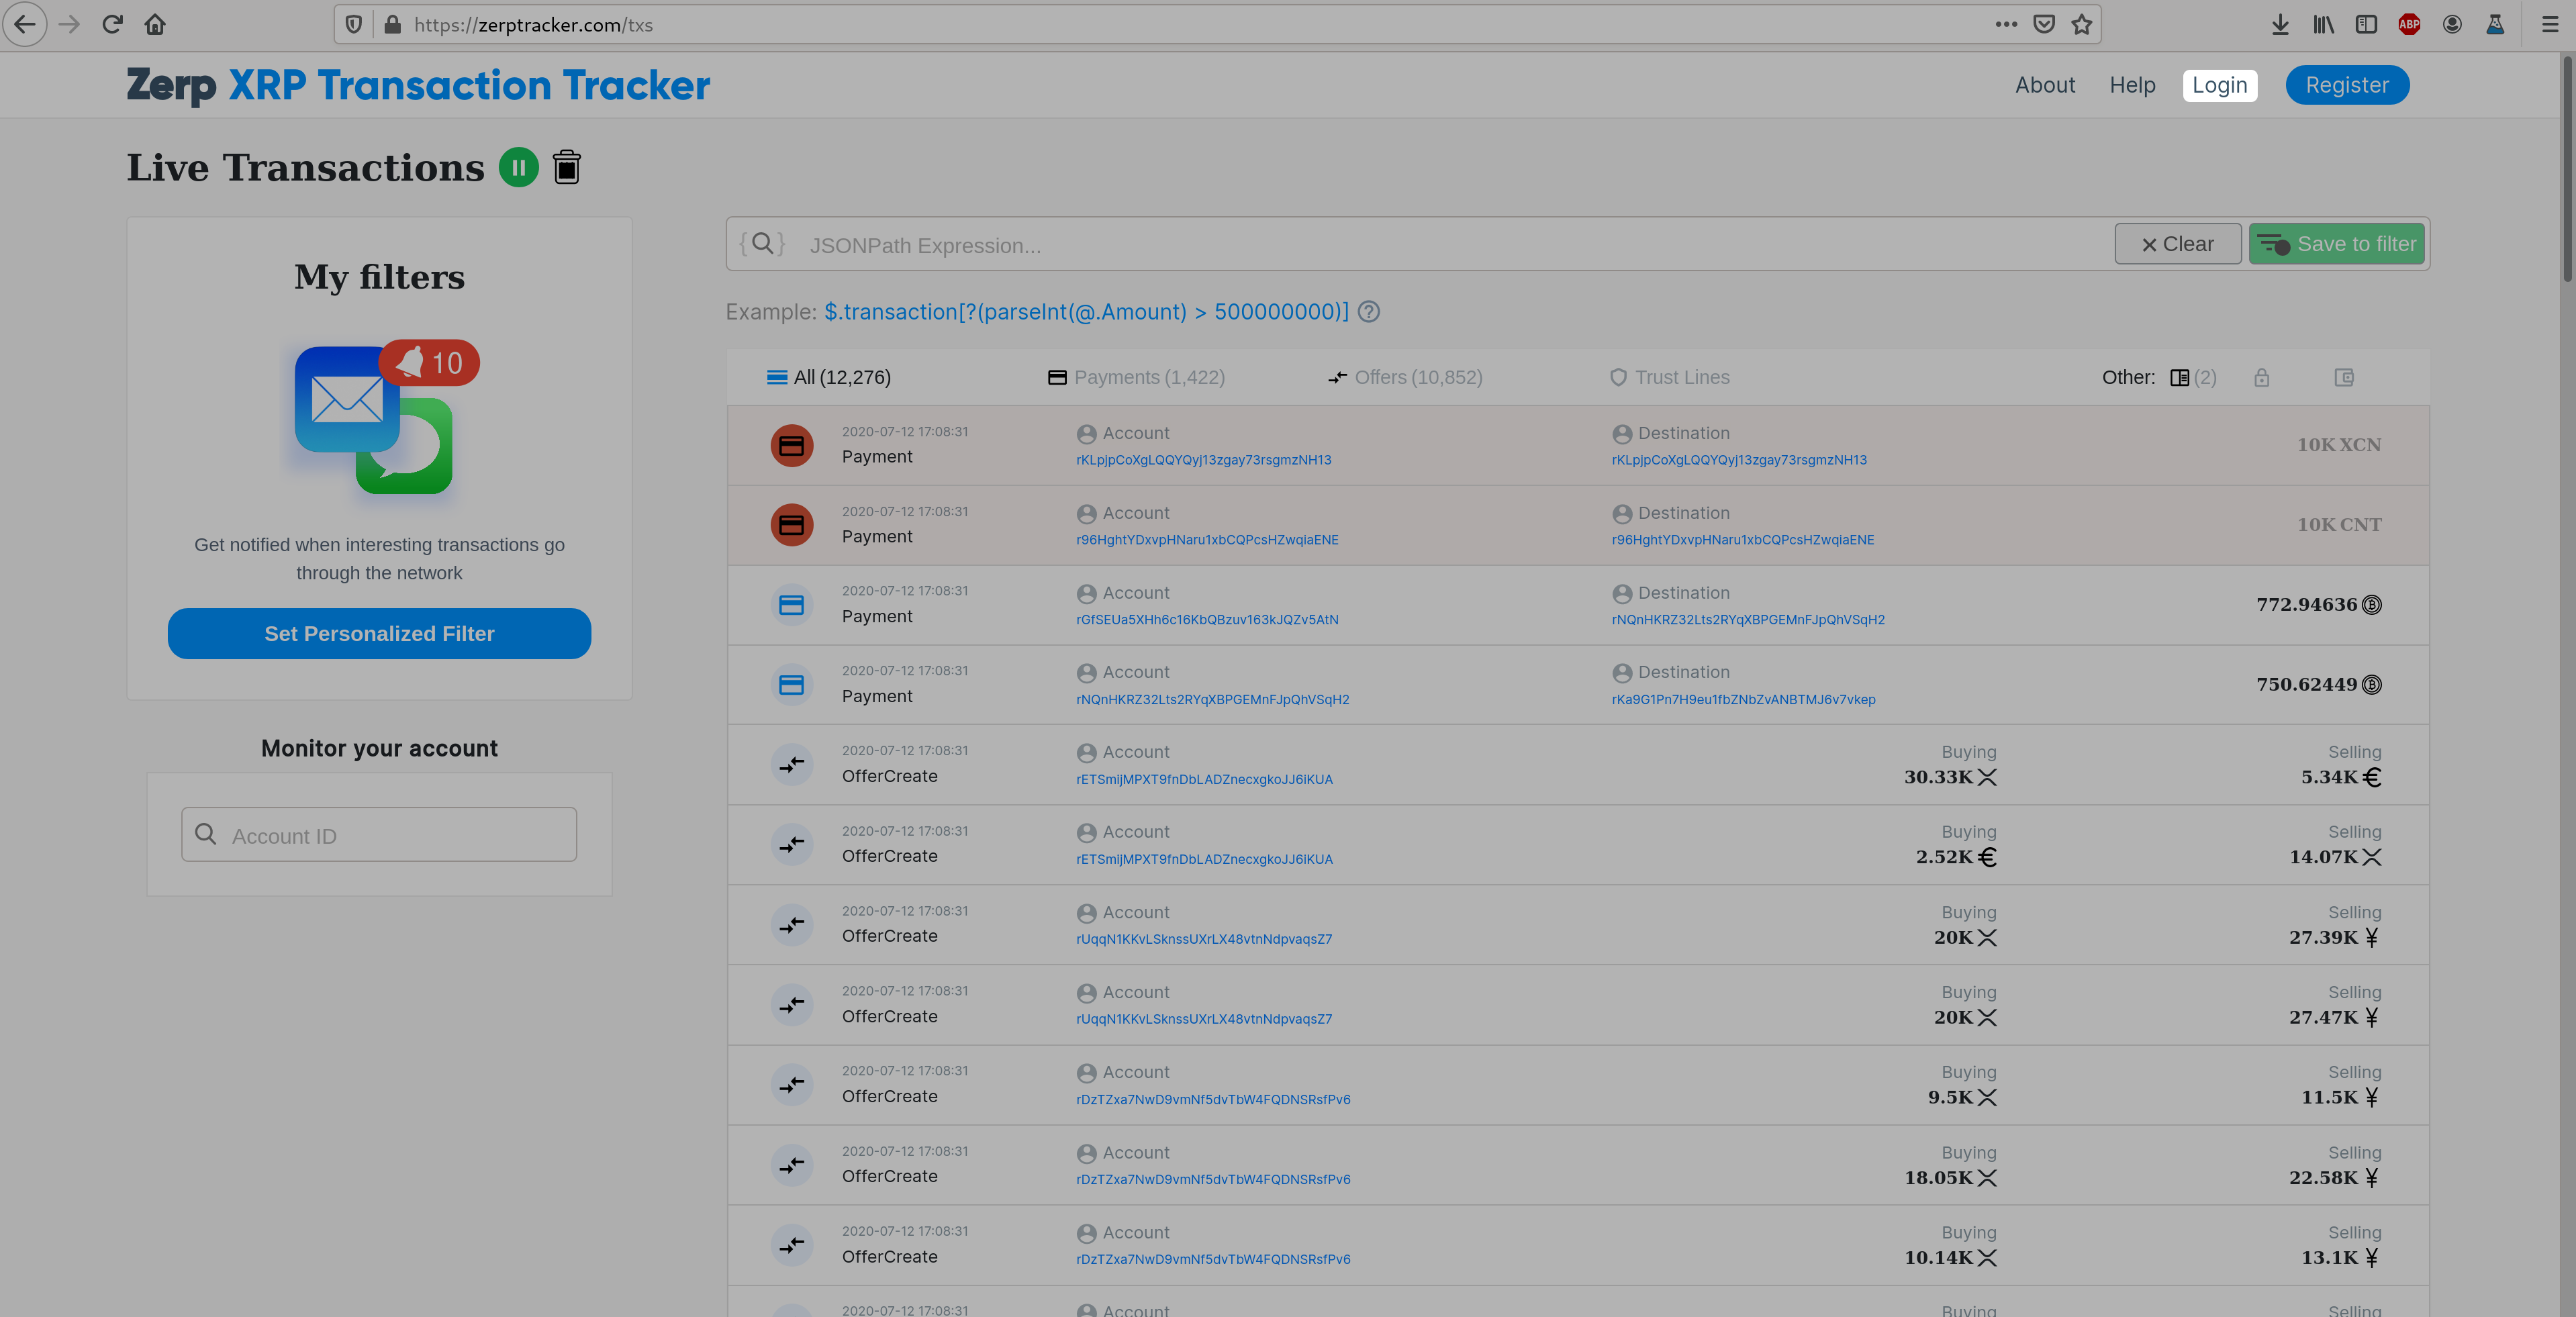 https://zerptracker.com/txs
ABP
Zerp XRP Transaction Tracker
About Help Login Register
Live Transactions
My filters
10
Get notified when interesting transactions go
through the network
Set Personalized Filter
Monitor your account
Account ID
JSONPath Expression...
Clear
Save to filter
Example: $.transaction[?(parseInt(@.Amount) > 500000000)]
All (12,276) Payments (1,422) Offers (10,852) Trust Lines Other: (2)
2020-07-12 17:08:31 Account Destination
Payment rKLpjpCoXgLQQYQyj13zgay73rsgmzNH13 rKLpjpCoXgLQQYQyj13zgay73rsgmzNH13 10K XCN
2020-07-12 17:08:31 Account Destination
Payment r96HghtYDxvpHNaru1xbCQPcsHZwqiaENE r96HghtYDxvpHNaru1xbCQPcsHZwqiaENE 10K CNT
2020-07-12 17:08:31 Account Destination
Payment rGfSEUa5XHh6c16KbQBzuv163kJQZv5AtN rNQnHKRZ32Lts2RYqXBPGEMnFJpQhVSqH2 772.94636
2020-07-12 17:08:31 Account Destination
Payment rNQnHKRZ32Lts2RYqXBPGEMnFJpQhVSqH2 rKa9G1Pn7H9eu1fbZNbZvANBTMJ6v7vkep 750.62449
2020-07-12 17:08:31 Account Buying Selling
OfferCreate rETSmijMPXT9fnDbLADZnecxgkoJJ6iKUA 30.33K 5.34K €
2020-07-12 17:08:31 Account Buying Selling
OfferCreate rETSmijMPXT9fnDbLADZnecxgkoJJ6iKUA 2.52K € 14.07K
2020-07-12 17:08:31 Account Buying Selling
OfferCreate rUqqN1KKvLSknssUXrLX48vtnNdpvaqsZ7 20K 27.39K ¥
2020-07-12 17:08:31 Account Buying Selling
OfferCreate rUqqN1KKvLSknssUXrLX48vtnNdpvaqsZ7 20K 27.47K ¥
2020-07-12 17:08:31 Account Buying Selling
OfferCreate rDzTZxa7NwD9vmNf5dvTbW4FQDNSRsfPv6 9.5K 11.5K ¥
2020-07-12 17:08:31 Account Buying Selling
OfferCreate rDzTZxa7NwD9vmNf5dvTbW4FQDNSRsfPv6 18.05K 22.58K ¥
2020-07-12 17:08:31 Account Buying Selling
OfferCreate rDzTZxa7NwD9vmNf5dvTbW4FQDNSRsfPv6 10.14K 13.1K ¥
2020-07-12 17:08:31 Account Buying Selling